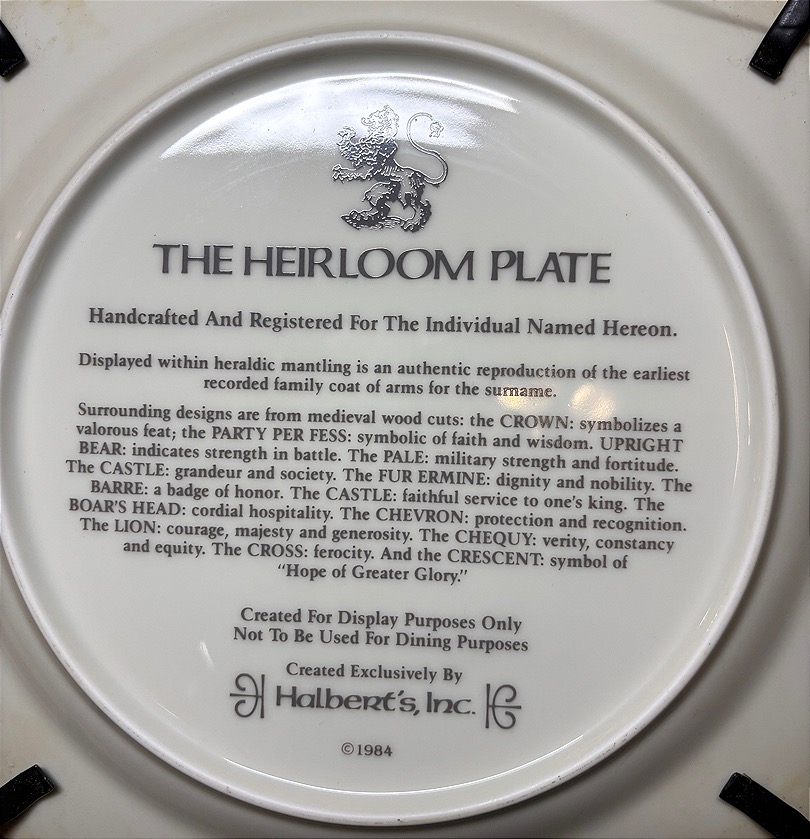 THE HEIRLOOM PLATE
Handcrafted And Registered For The Individual Named Hereon.
Displayed within heraldic mantling is an authentic reproduction of the earliest
recorded family coat of arms for the surname.
Surrounding designs are from medieval wood cuts: the CROWN: symbolizes a
valorous feat; the PARTY PER FESS: symbolic of faith and wisdom. UPRIGHT
BEAR: indicates strength in battle. The PALE: military strength and fortitude.
The CASTLE: grandeur and society. The FUR ERMINE: dignity and nobility. The
BARRE: a badge of honor. The CASTLE: faithful service to one's king. The
BOAR'S HEAD: cordial hospitality. The CHEVRON: protection and recognition.
The LION: courage, majesty and generosity. The CHEQUY: verity, constancy
and equity. The CROSS: ferocity. And the CRESCENT: symbol of
“Hope of Greater Glory.”
Created For Display Purposes Only
Not To Be Used For Dining Purposes
Created Exclusively By
Halbert's, Inc.
©1984